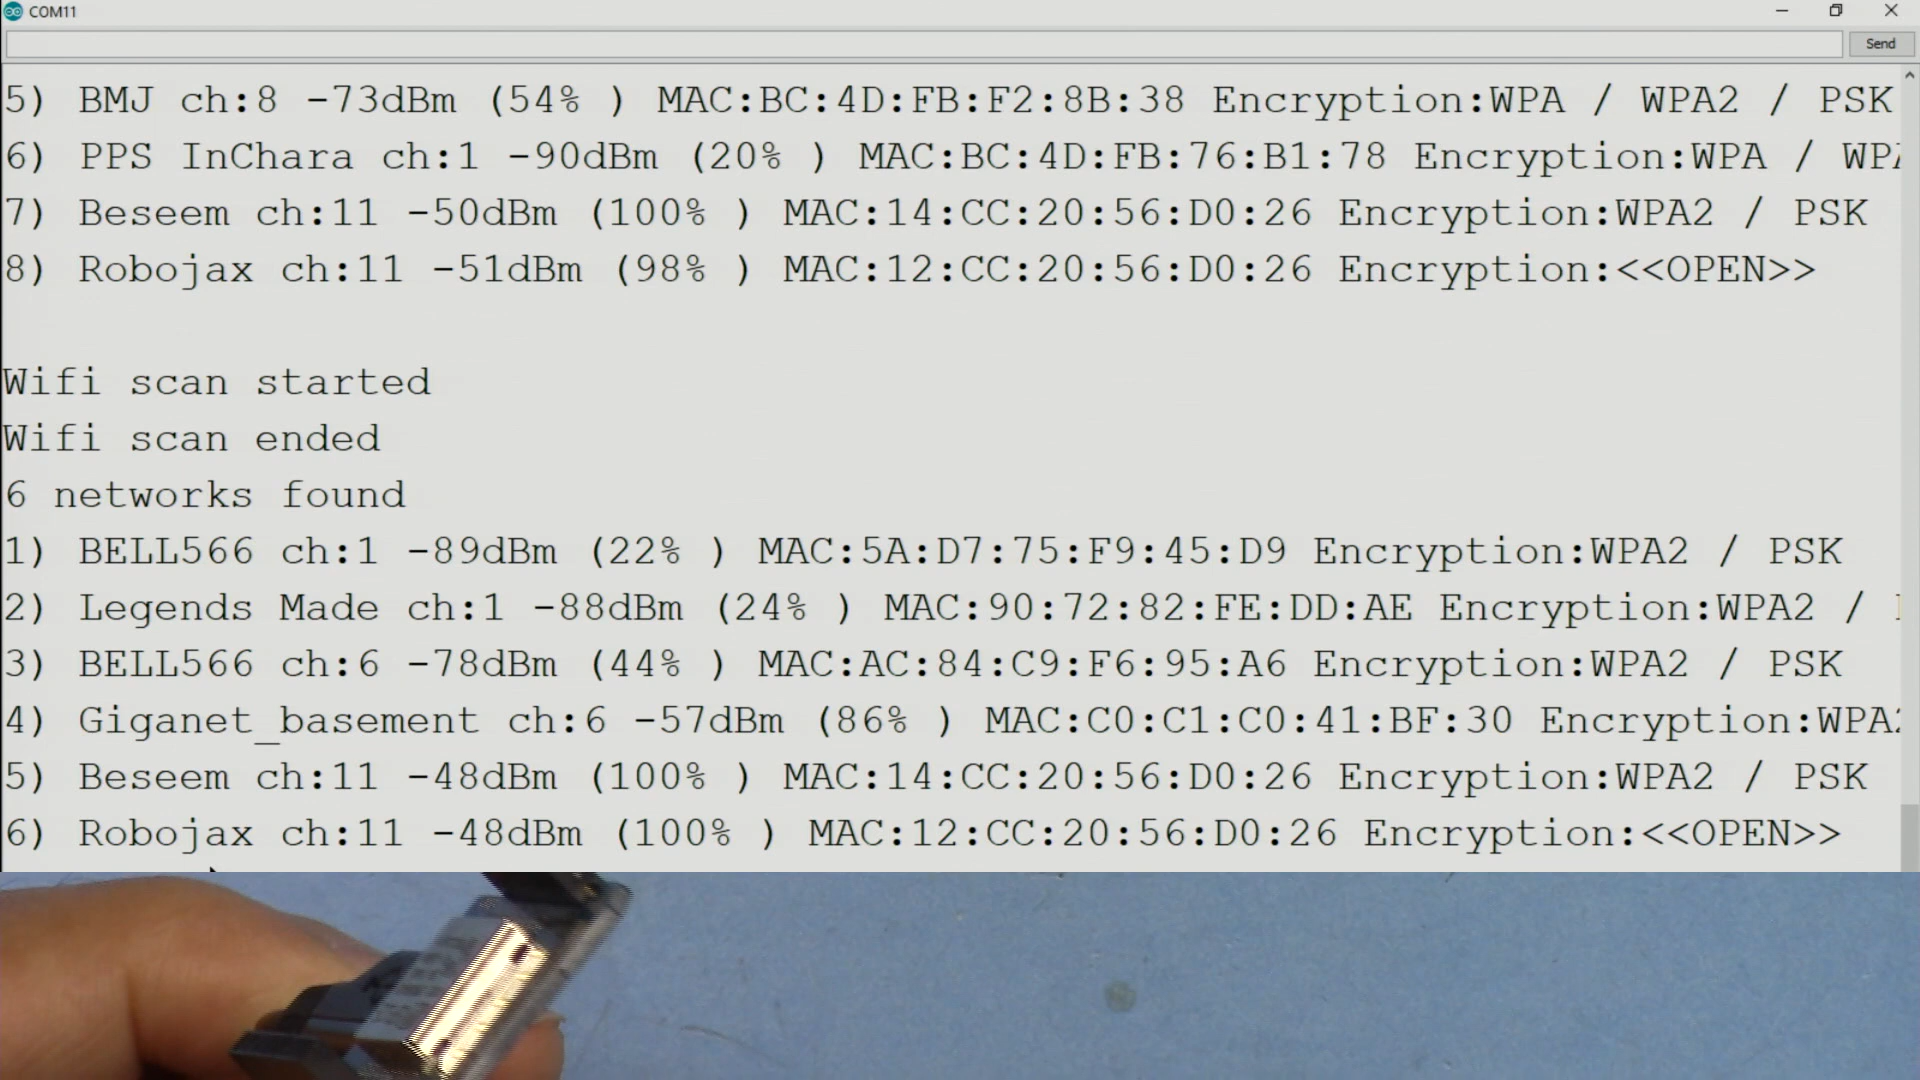 COM11
Send
5) BMJ ch:8 -73dBm (54% ) MAC:BC:4D:FB:F2:8B:38 Encryption:WPA / WPA2 / PSK
6) PPS InChara ch:1 -90dBm (20% ) MAC:BC:4D:FB:76:B1:78 Encryption:WPA / WPA
7) Beseem ch:11 -50dBm (100% ) MAC:14:CC:20:56:D0:26 Encryption:WPA2 / PSK
8) Robojax ch:11 -51dBm (98% ) MAC:12:CC:20:56:D0:26 Encryption:<<OPEN>>
Wifi scan started
Wifi scan ended
6 networks found
1) BELL566 ch:1 -89dBm (22% ) MAC:5A:D7:75:F9:45:D9 Encryption:WPA2 / PSK
2) Legends Made ch:1 -88dBm (24% ) MAC:90:72:82:FE:DD:AE Encryption:WPA2 /
3) BELL566 ch:6 -78dBm (44% ) MAC:AC:84:C9:F6:95:A6 Encryption:WPA2 / PSK
4) Giganet_basement ch:6 -57dBm (86% ) MAC:C0:C1:C0:41:BF:30 Encryption:WPA2
5) Beseem ch:11 -48dBm (100% ) MAC:14:CC:20:56:D0:26 Encryption:WPA2 / PSK
6) Robojax ch:11 -48dBm (100% ) MAC:12:CC:20:56:D0:26 Encryption:<<OPEN>>